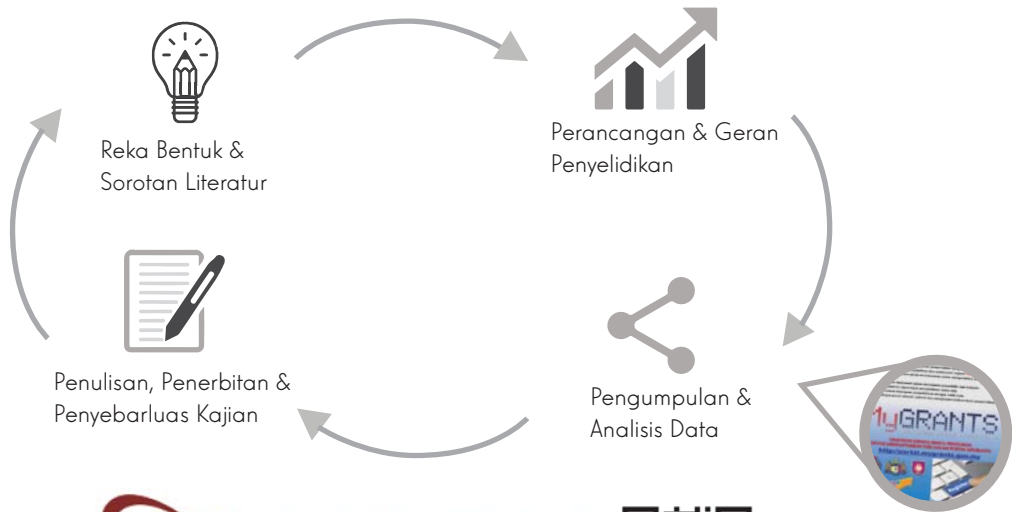 Reka Bentuk &
Sorotan Literatur
Perancangan & Geran
Penyelidikan
Pengumpulan &
Analisis Data
Penulisan, Penerbitan &
Penyebarluas Kajian
MyGRANTS